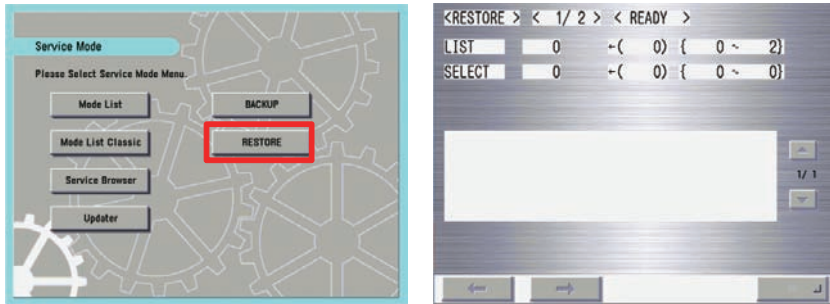 Service Mode
Please Select Service Mode Menu.
Mode List
BACKUP
Mode List Classic
RESTORE
Service Browser
Updater
<RESTORE > < 1/ 2 > < READY >
LIST 0 ←( 0) { 0 ~ 2}
SELECT 0 ←( 0) { 0 ~ 0}
1/ 1